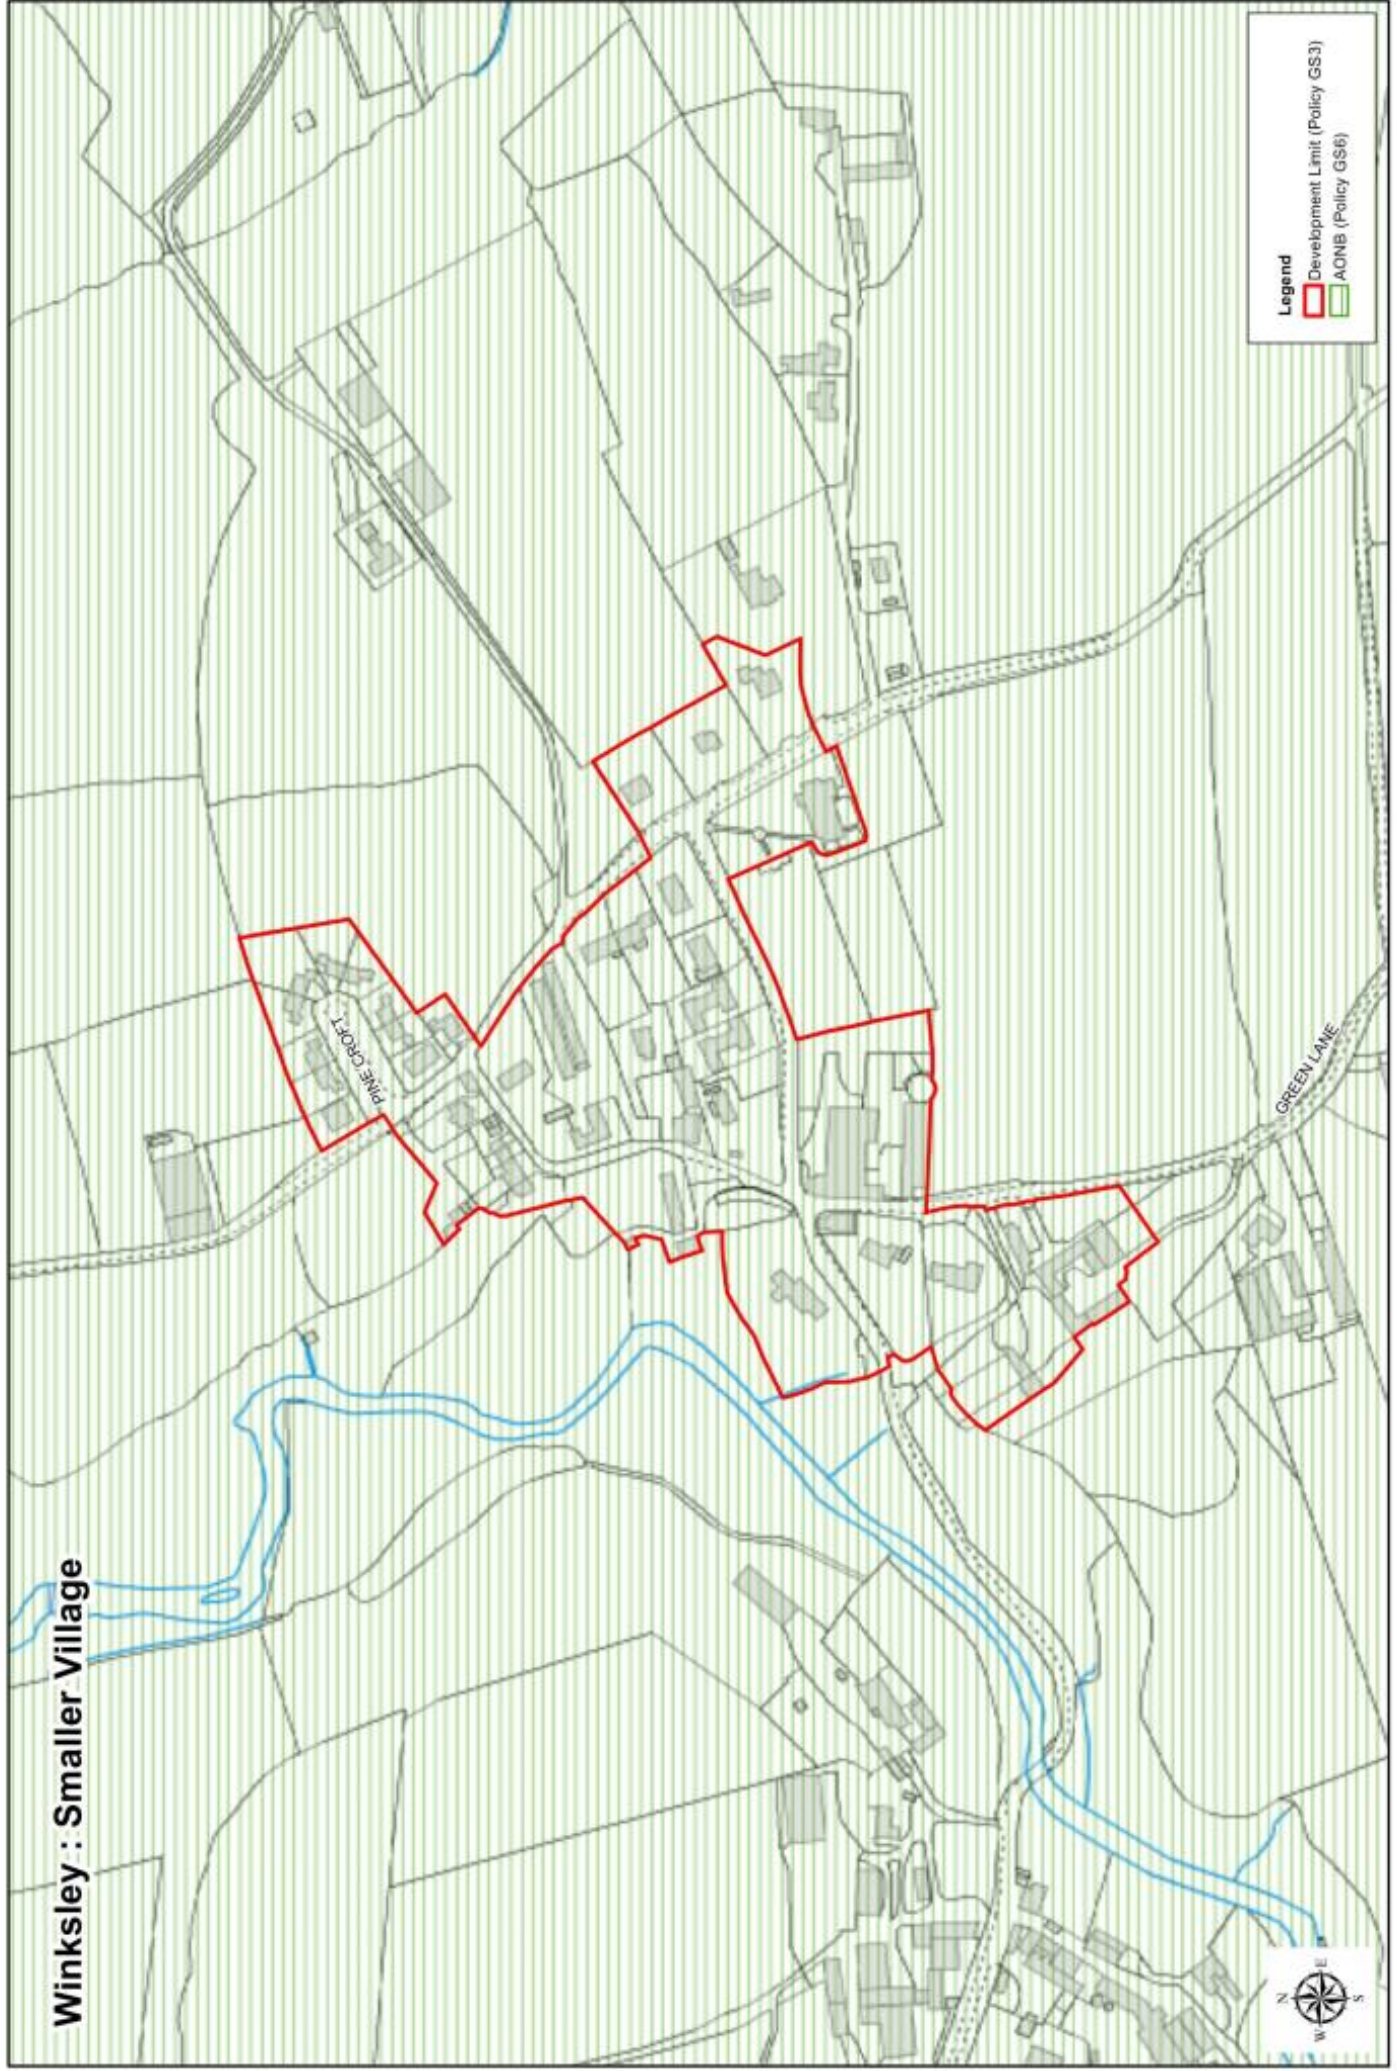 Winksley : Smaller Village
PINE CROFT
GREEN LANE
Legend
Development Limit (Policy GS3)
AONB (Policy GS6)
N
W
E
S